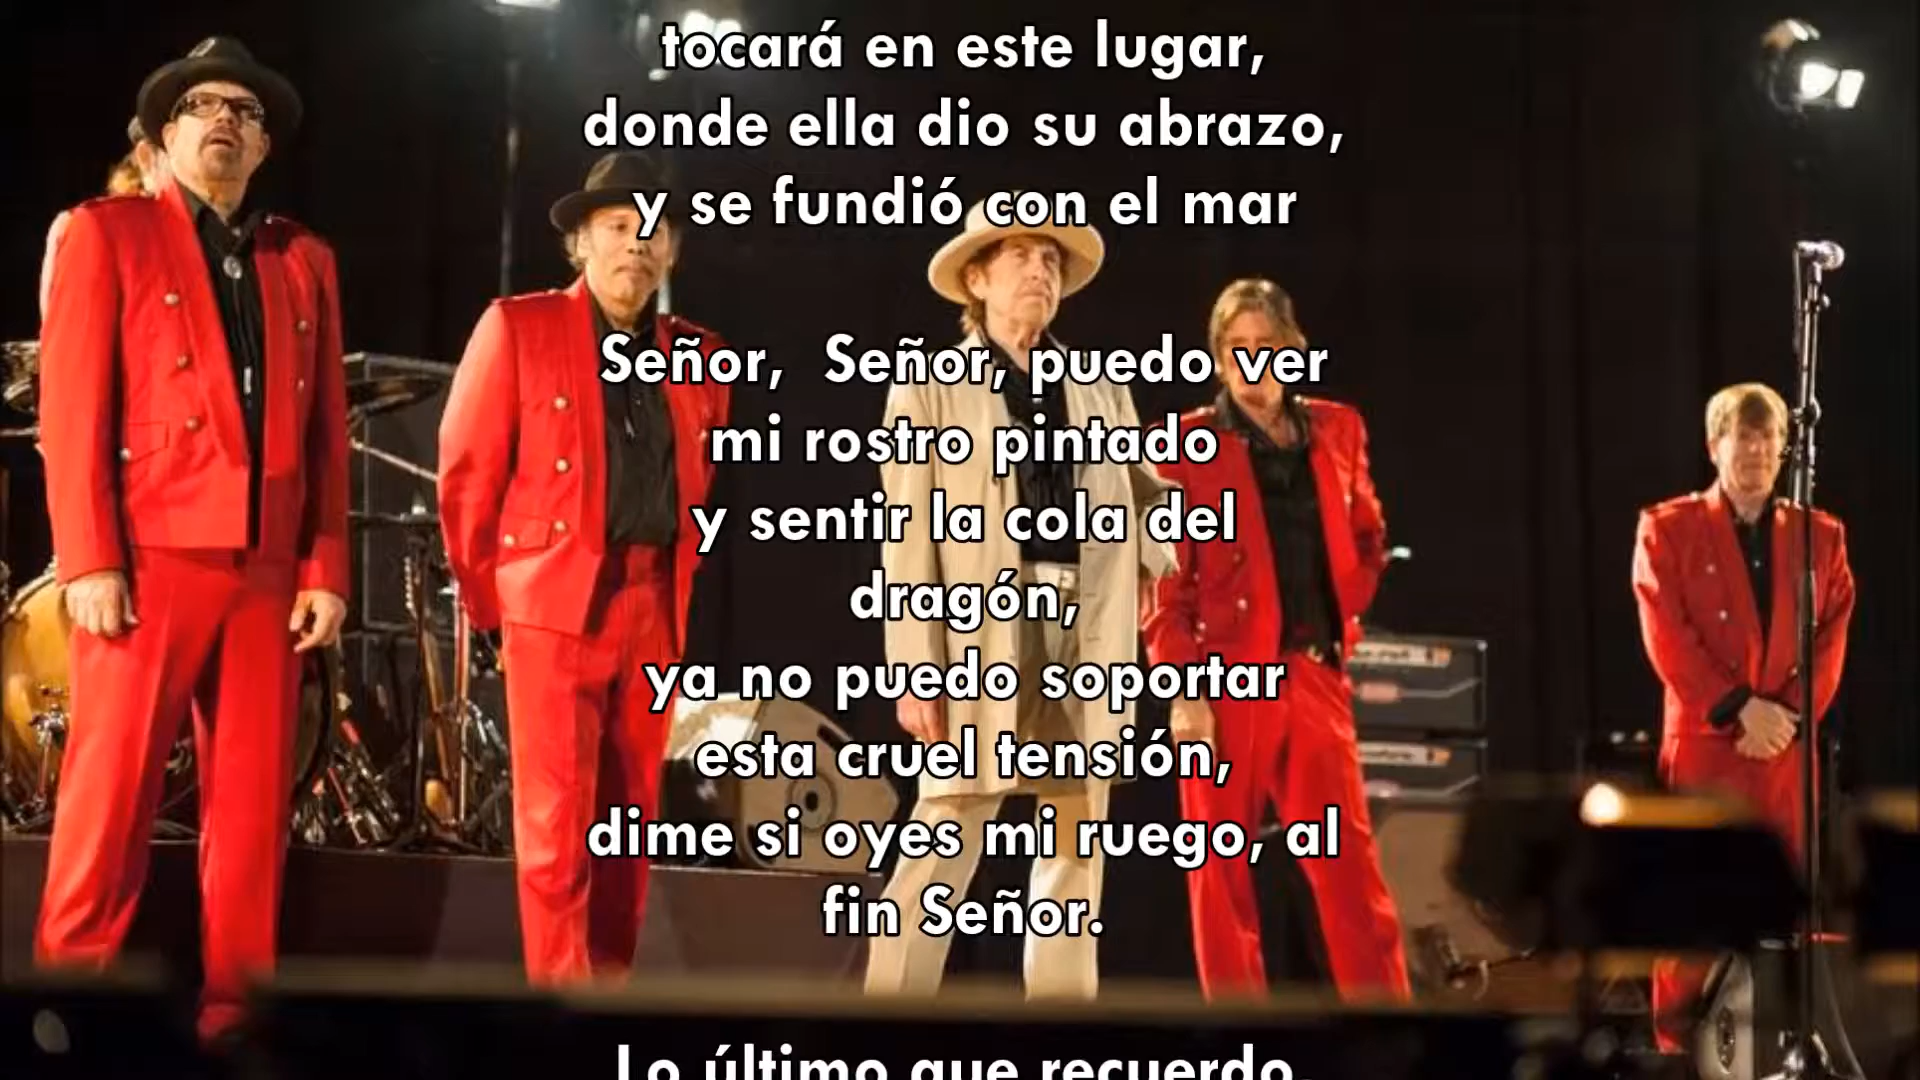 tocará en este lugar,
donde ella dio su abrazo,
y se fundió con el mar
Señor,  Señor, puedo ver
mi rostro pintado
y sentir la cola del
dragón,
ya no puedo soportar
esta cruel tensión,
dime si oyes mi ruego, al
fin Señor.
Lo último que recuerdo,